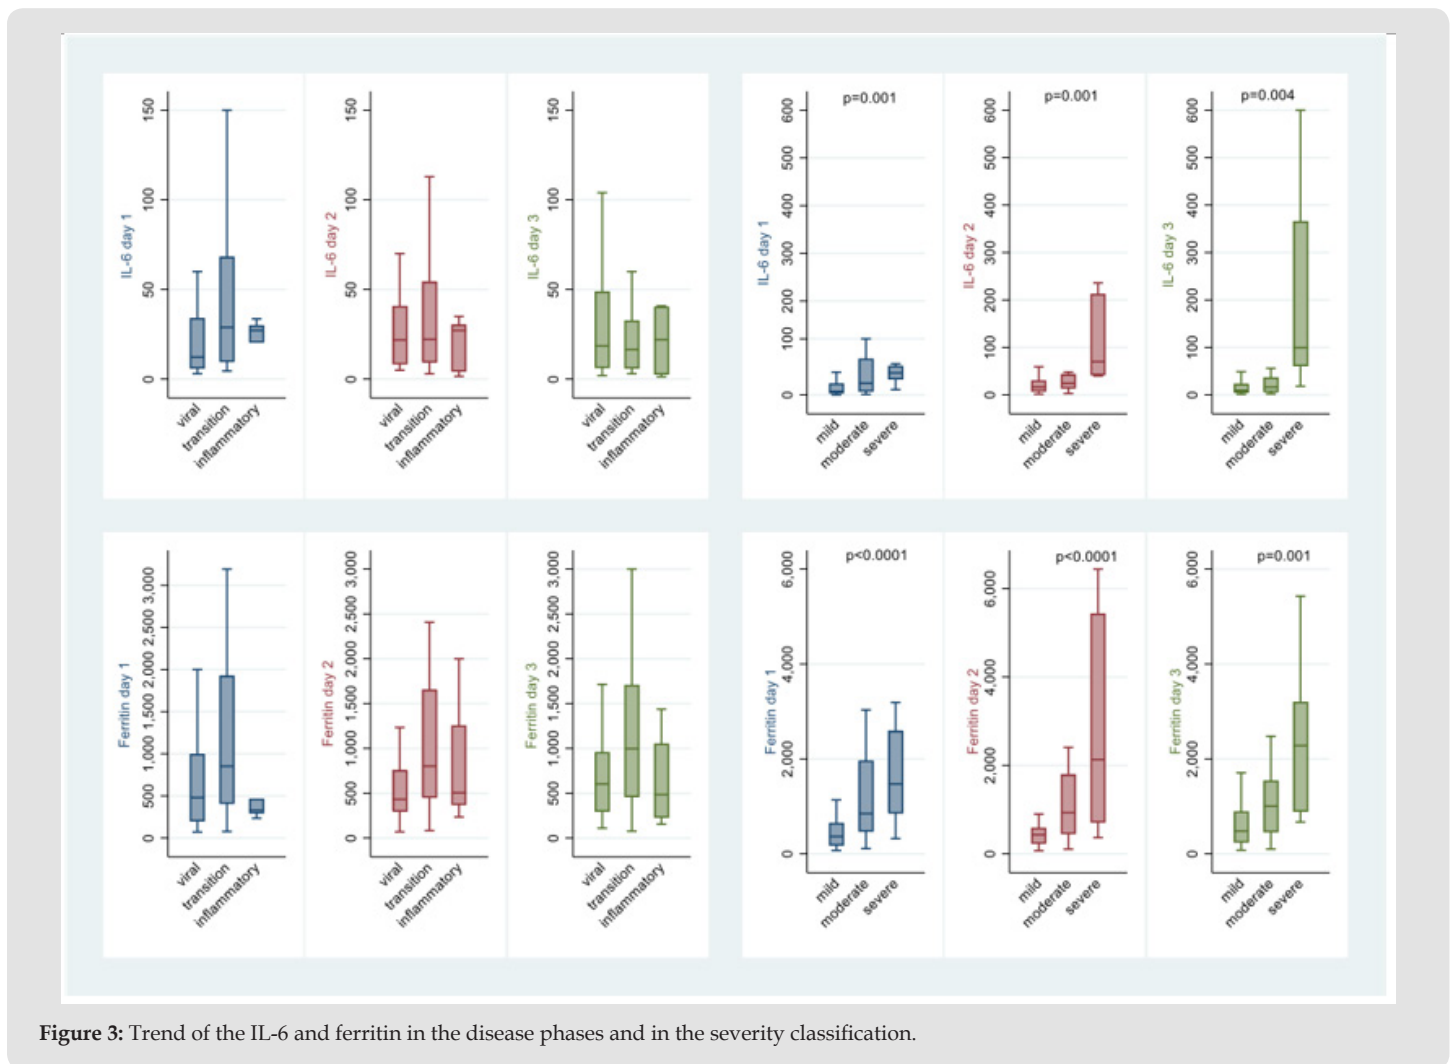 IL-6 day 1
150
100
50
0
viral
transition
inflammatory
IL-6 day 2
150
100
50
0
viral
transition
inflammatory
IL-6 day 3
150
100
50
0
viral
transition
inflammatory
p=0.001
IL-6 day 1
600
500
400
300
200
100
0
mild
moderate
severe
p=0.001
IL-6 day 2
600
500
400
300
200
100
0
mild
moderate
severe
p=0.004
IL-6 day 3
600
500
400
300
200
100
0
mild
moderate
severe
Ferritin day 1
3,000
2,500
2,000
1,500
1,000
500
0
viral
transition
inflammatory
Ferritin day 2
3,000
2,500
2,000
1,500
1,000
500
0
viral
transition
inflammatory
Ferritin day 3
3,000
2,500
2,000
1,500
1,000
500
0
viral
transition
inflammatory
p<0.0001
Ferritin day 1
6,000
4,000
2,000
0
mild
moderate
severe
p<0.0001
Ferritin day 2
6,000
4,000
2,000
0
mild
moderate
severe
p=0.001
Ferritin day 3
6,000
4,000
2,000
0
mild
moderate
severe
Figure 3: Trend of the IL-6 and ferritin in the disease phases and in the severity classification.